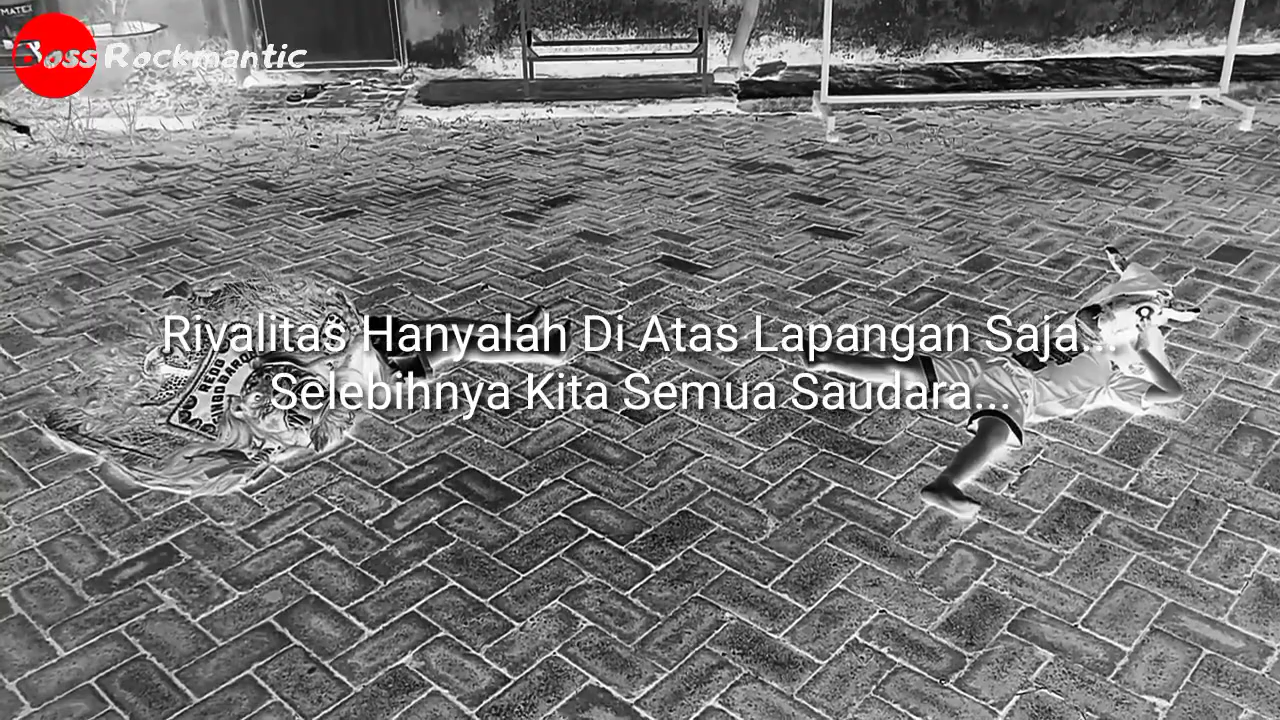 Boss Rockmantic
Rivalitas Hanyalah Di Atas Lapangan Saja...
Selebihnya Kita Semua Saudara...